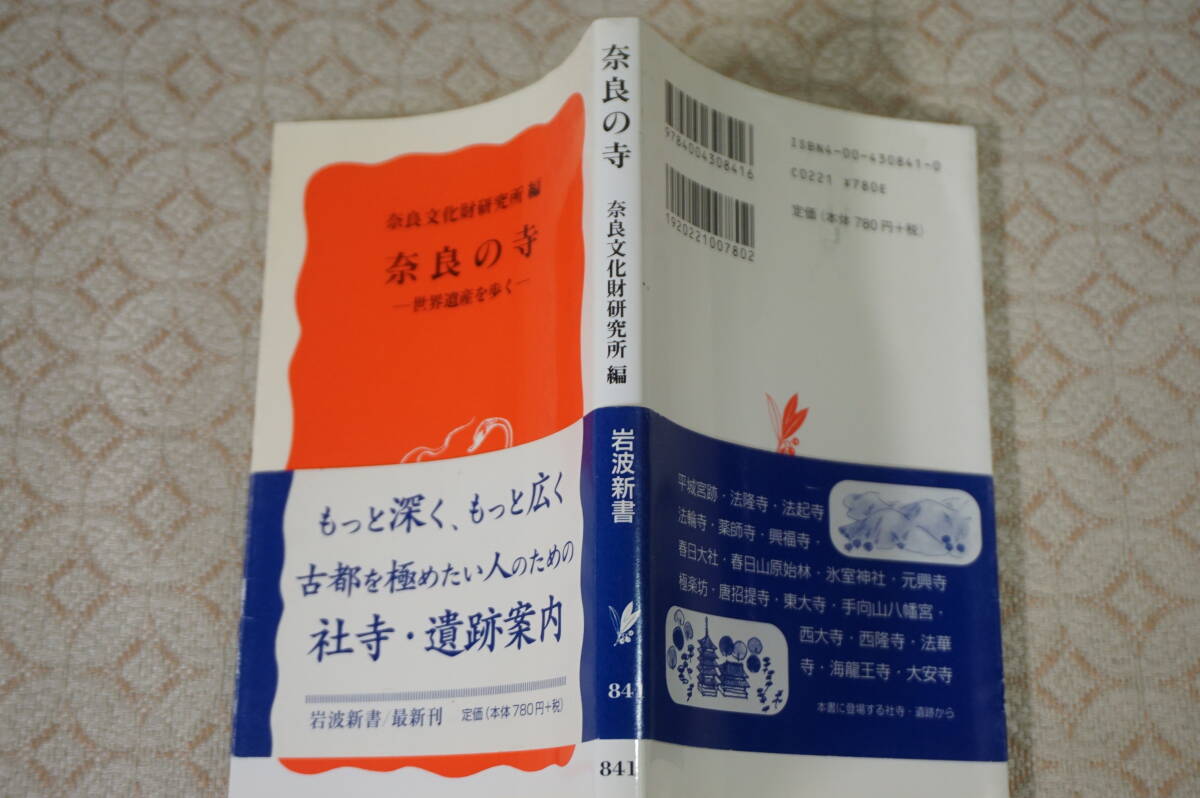 奈良文化財研究所 編
奈良の寺
―世界遺産を歩く―
もっと深く、もっと広く
古都を極めたい人のための
社寺・遺跡案内
岩波新書/最新刊 定価(本体780円+税)
奈良の寺 奈良文化財研究所 編
岩波新書
841
841
9784004308416
1920221007802
ISBN4-00-430841-0
C0221 ¥780E
定価(本体780円+税)
平城宮跡・法隆寺・法起寺
法輪寺・薬師寺・興福寺・
春日大社・春日山原始林・氷室神社・元興寺
極楽坊・唐招提寺・東大寺・手向山八幡宮・
西大寺・西隆寺・法華
寺・海龍王寺・大安寺
本書に登場する社寺・遺跡から